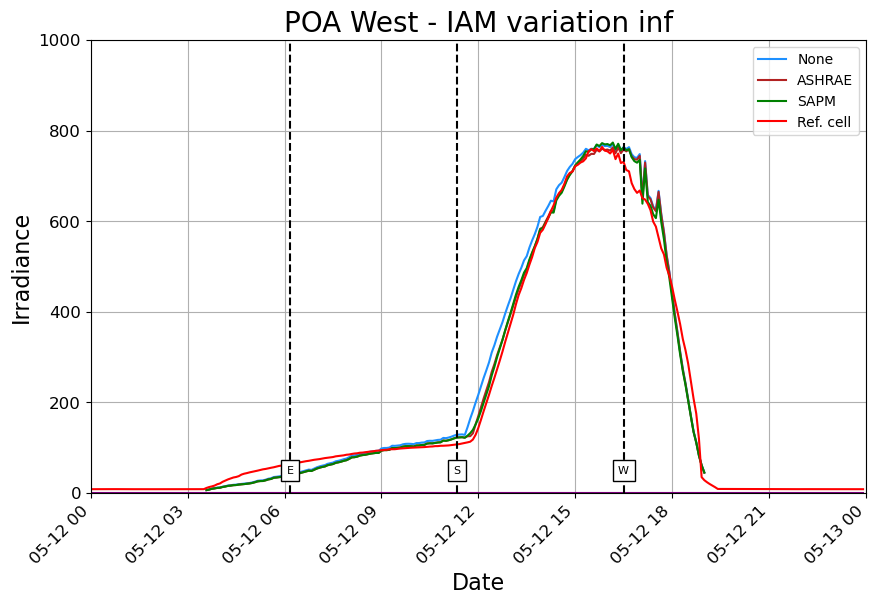 POA West - IAM variation inf
1000
800
600
400
200
0
Irradiance
None
ASHRAE
SAPM
Ref. cell
E
S
W
05-12 00
05-12 03
05-12 06
05-12 09
05-12 12
05-12 15
05-12 18
05-12 21
05-13 00
Date